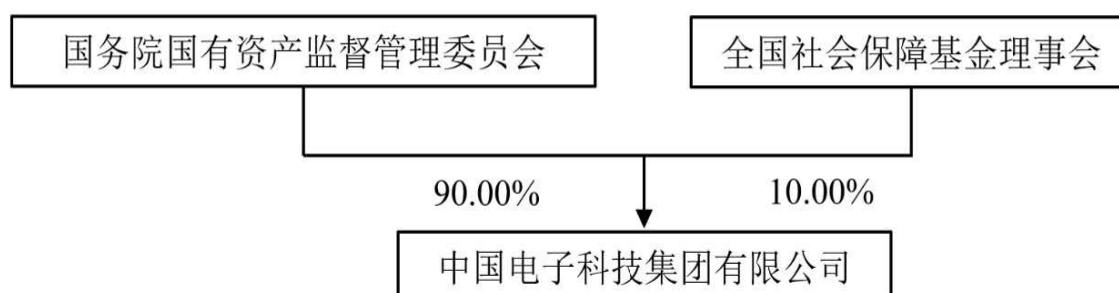 国务院国有资产监督管理委员会
全国社会保障基金理事会
90.00%
10.00%
中国电子科技集团有限公司